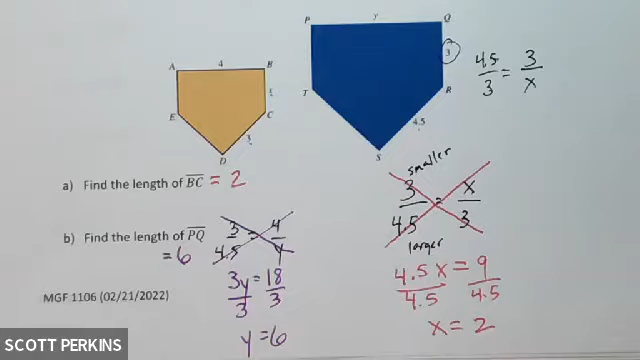 P y Q
A 4 B
3
4.5/3 = 3/x
x
T R
E C
4.5
3
D S
smaller
a) Find the length of BC = 2
3/4.5 = x/3
larger
b) Find the length of PQ 3/4.5 = 4/y
= 6
4.5x/4.5 = 9/4.5
3y/3 = 18/3
MGF 1106 (02/21/2022)
x = 2
y = 6
SCOTT PERKINS